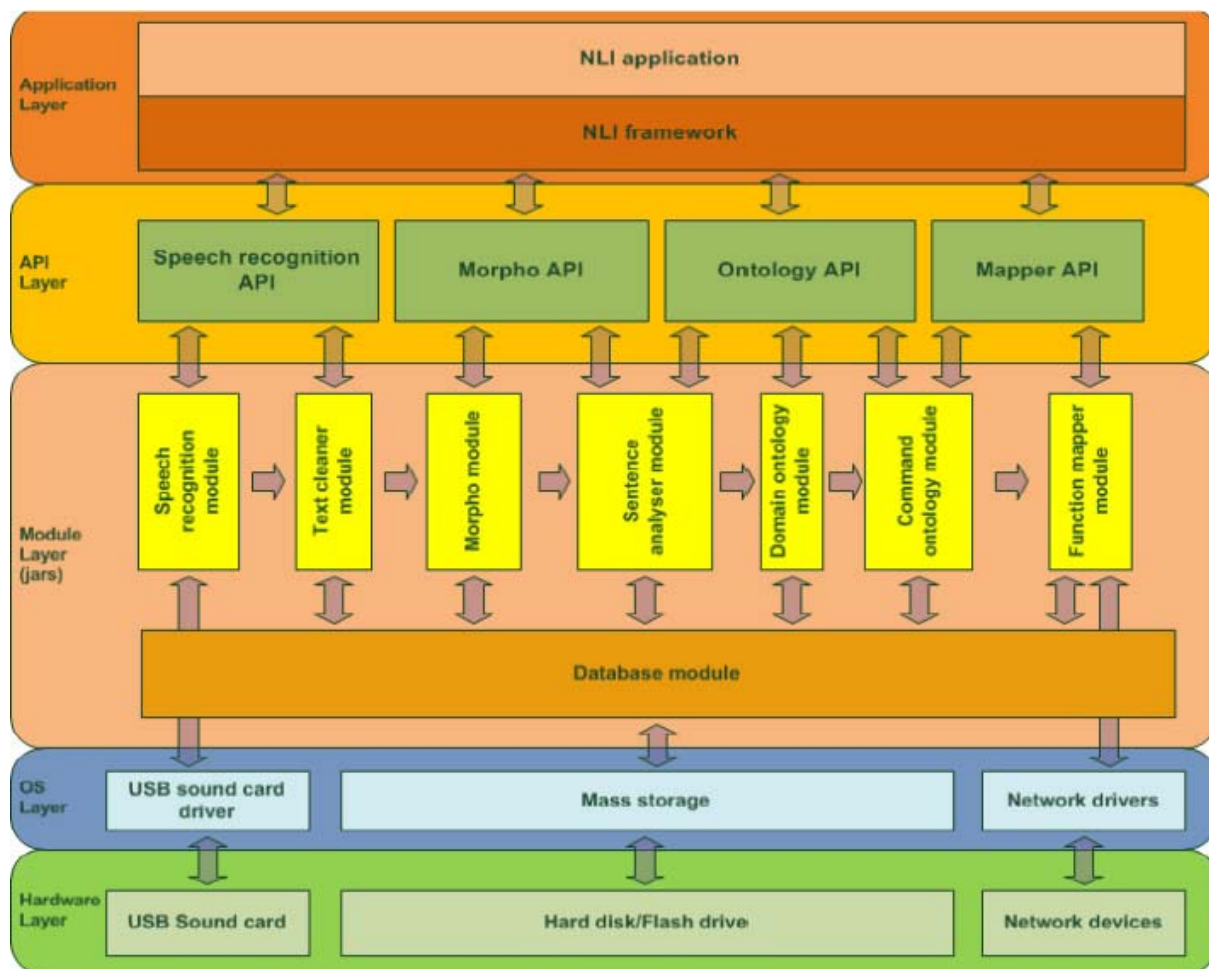 NLI application
Application
Layer
NLI framework
API
Layer
Speech recognition
API
Morpho API
Ontology API
Mapper API
Module
Layer
(jars)
Speech
recognition
module
Text cleaner
module
Morpho module
Sentence
analyser module
Domain ontology
module
Command
ontology module
Function mapper
module
Database module
OS
Layer
USB sound card
driver
Mass storage
Network drivers
Hardware
Layer
USB Sound card
Hard disk/Flash drive
Network devices